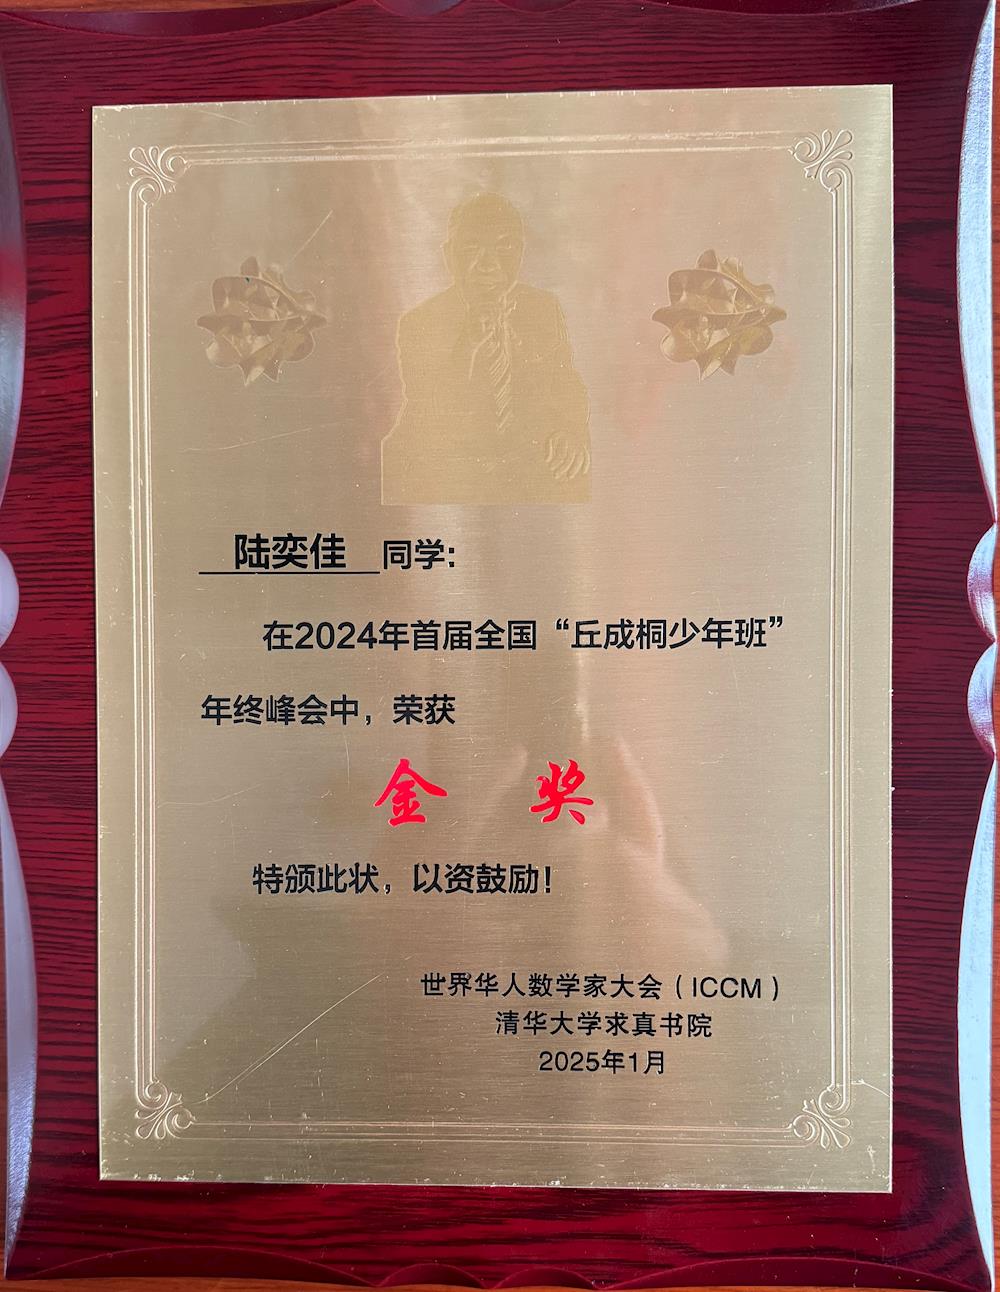 陆奕佳 同学：
在2024年首届全国“丘成桐少年班”
年终峰会中，荣获
金 奖
特颁此状，以资鼓励！
世界华人数学家大会（ICCM）
清华大学求真书院
2025年1月